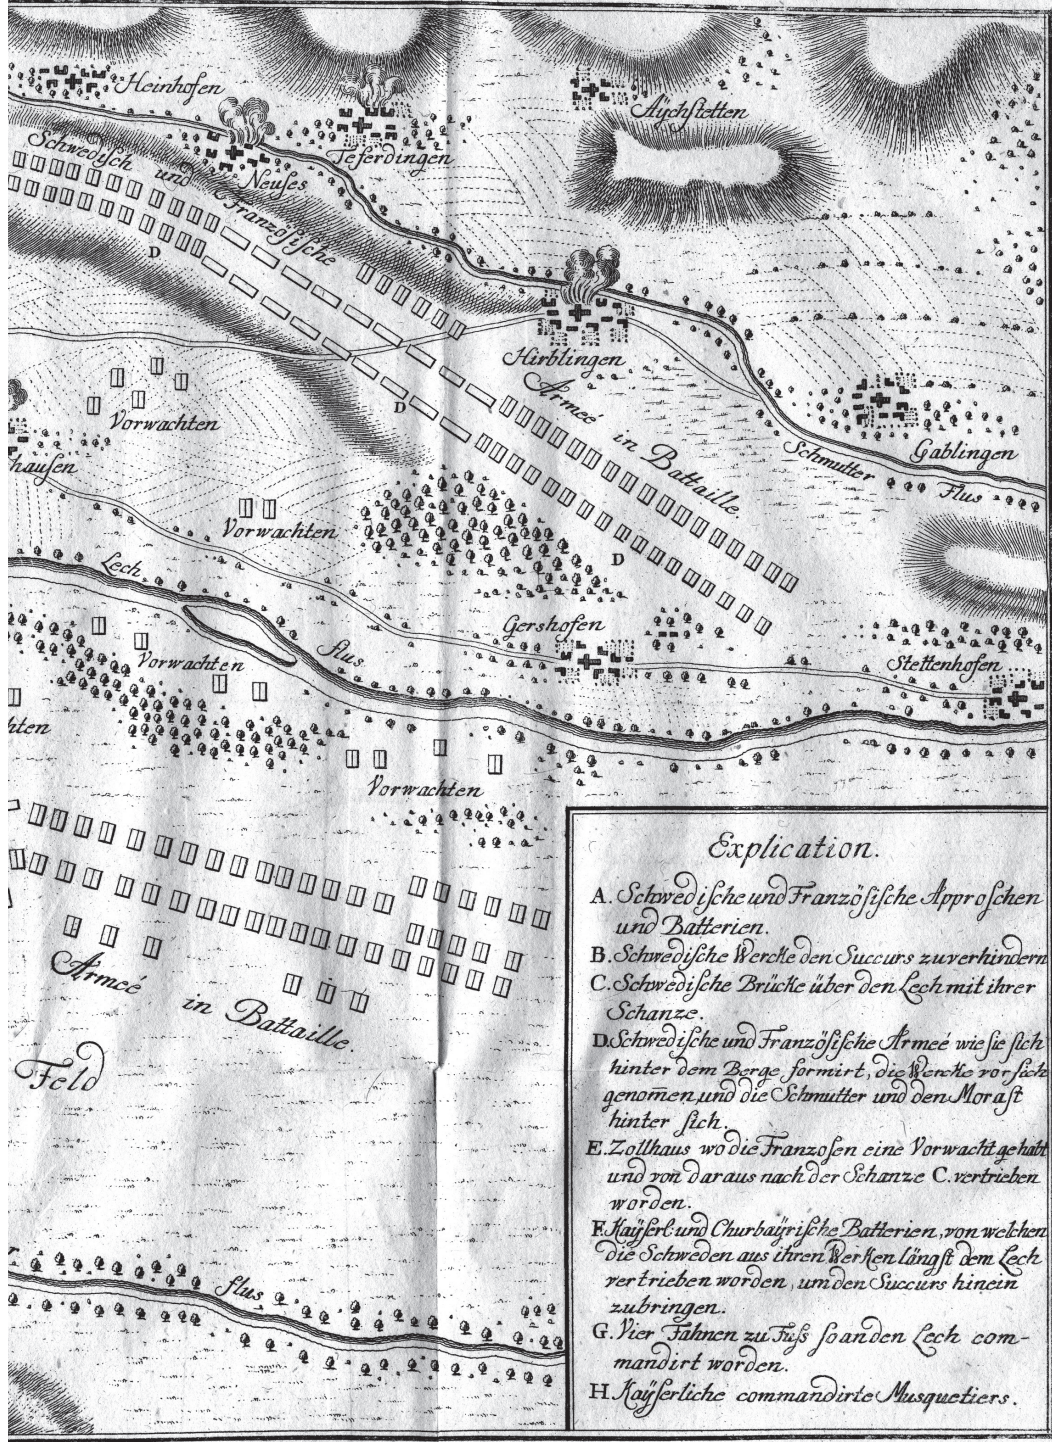 Heinhofen
Aÿchstetten
Teferdingen
Neuses
Schwedisch und Französische
D
Hirblingen
Armeé in Battaille.
Vorwachten
D
Schmutter Flus
Gablingen
hausen
Vorwachten
D
Lech flus
Gershofen
Stettenhofen
Vorwachten
hten
Vorwachten
Armeé in Battaille.
Feld
flus
Explication.
A. Schwedische und Französische Approschen
und Batterien.
B. Schwedische Wercke den Succurs zuverhindern
C. Schwedische Brücke über den Lech mit ihrer
Schanze.
D. Schwedische und Französische Armeé wie sie sich
hinter dem Berge formirt, die Wercke vor sich
genom̅en und die Schmutter und den Morast
hinter sich.
E. Zollhaus wo die Franzosen eine Vorwacht gehabt
und von daraus nach der Schanze C. vertrieben
worden.
F. Kaÿserl: und Churbaÿrische Batterien, von welchen
die Schweden aus ihren Werken längst dem Lech
vertrieben worden, um den Succurs hinein
zubringen.
G. Vier Fahnen zu Fuss so an den Lech com-
mandirt worden.
H. Kaÿserliche commandirte Musquetiers.